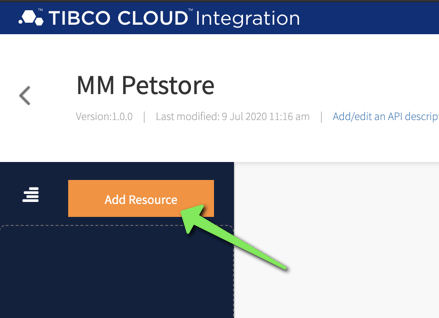 TIBCO CLOUD™ Integration
MM Petstore
Version:1.0.0 | Last modified: 9 Jul 2020 11:16 am | Add/edit an API descrip
Add Resource